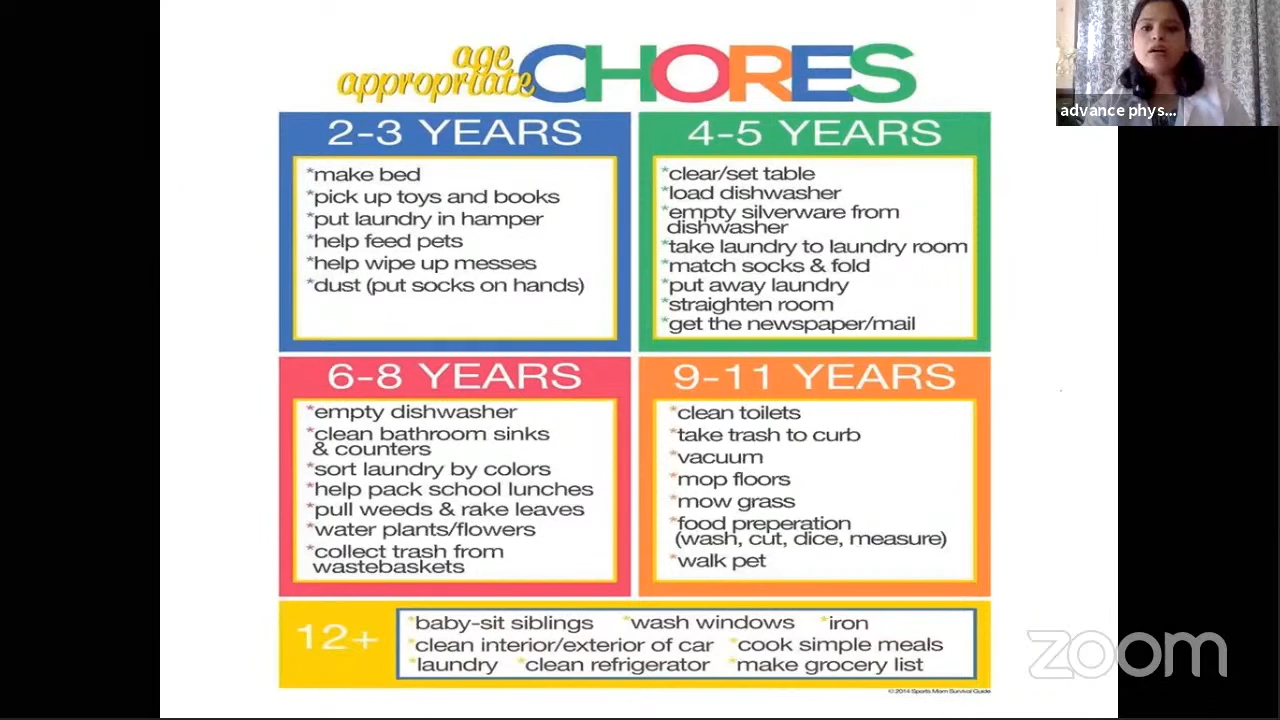 age
appropriate CHORES
advance phys...
2-3 YEARS
*make bed
*pick up toys and books
*put laundry in hamper
*help feed pets
*help wipe up messes
*dust (put socks on hands)
4-5 YEARS
*clear/set table
*load dishwasher
*empty silverware from
dishwasher
*take laundry to laundry room
*match socks & fold
*put away laundry
*straighten room
*get the newspaper/mail
6-8 YEARS
*empty dishwasher
*clean bathroom sinks
& counters
*sort laundry by colors
*help pack school lunches
*pull weeds & rake leaves
*water plants/flowers
*collect trash from
wastebaskets
9-11 YEARS
*clean toilets
*take trash to curb
*vacuum
*mop floors
*mow grass
*food preperation
(wash, cut, dice, measure)
*walk pet
12+
*baby-sit siblings *wash windows *iron
*clean interior/exterior of car *cook simple meals
*laundry *clean refrigerator *make grocery list
© 2014 Sports Mom Survival Guide
zoom